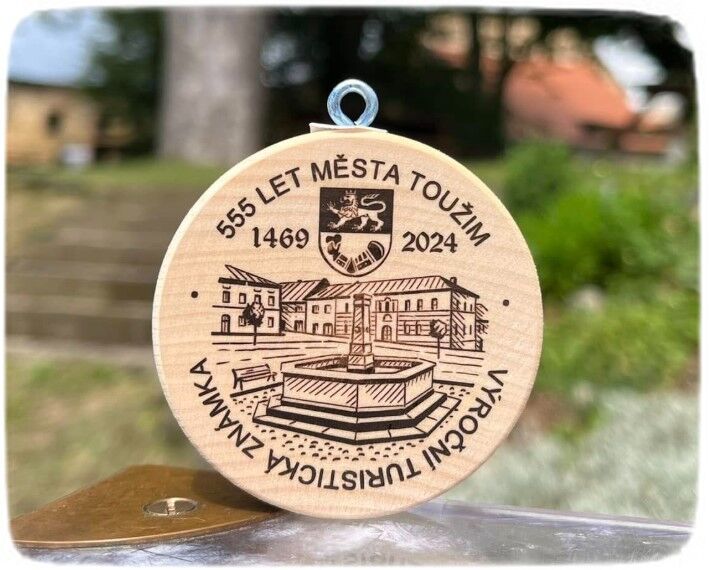 555 LET MĚSTA TOUŽIM
1469 2024
VÝROČNÍ TURISTICKÁ ZNÁMKA